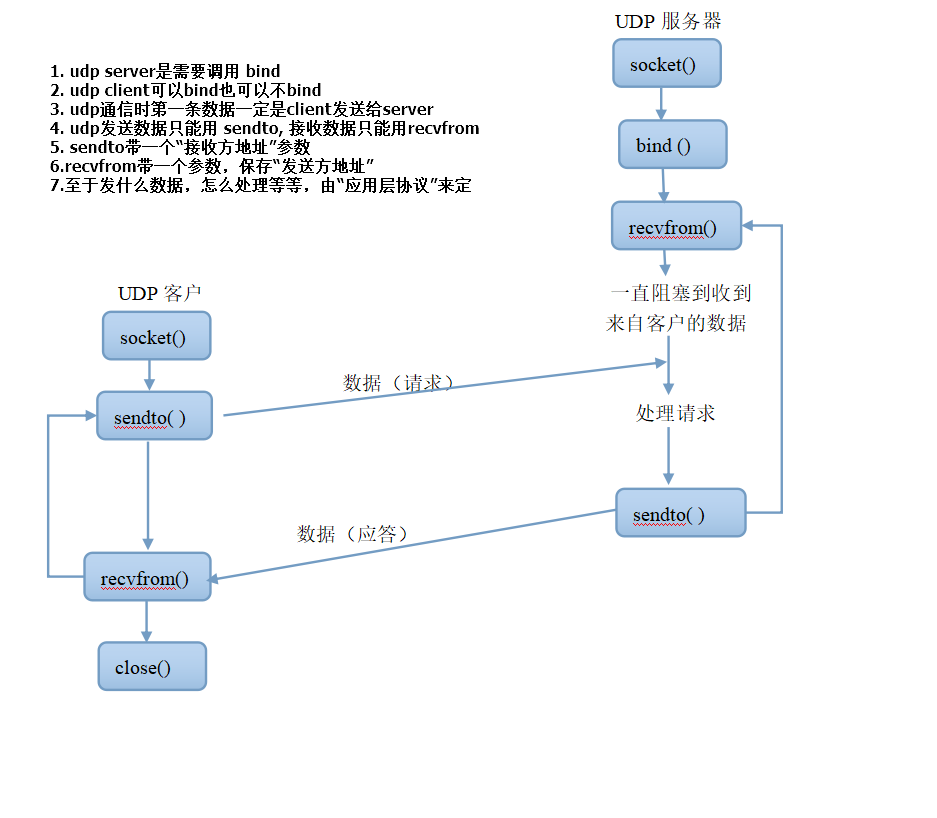 UDP 服务器
socket()
1. udp server是需要调用 bind
2. udp client可以bind也可以不bind
3. udp通信时第一条数据一定是client发送给server
4. udp发送数据只能用 sendto, 接收数据只能用recvfrom
5. sendto带一个“接收方地址”参数
6.recvfrom带一个参数，保存“发送方地址”
7.至于发什么数据，怎么处理等等，由“应用层协议”来定
bind ()
recvfrom()
一直阻塞到收到
来自客户的数据
UDP 客户
socket()
数据（请求）
sendto( )
处理请求
sendto( )
数据（应答）
recvfrom()
close()